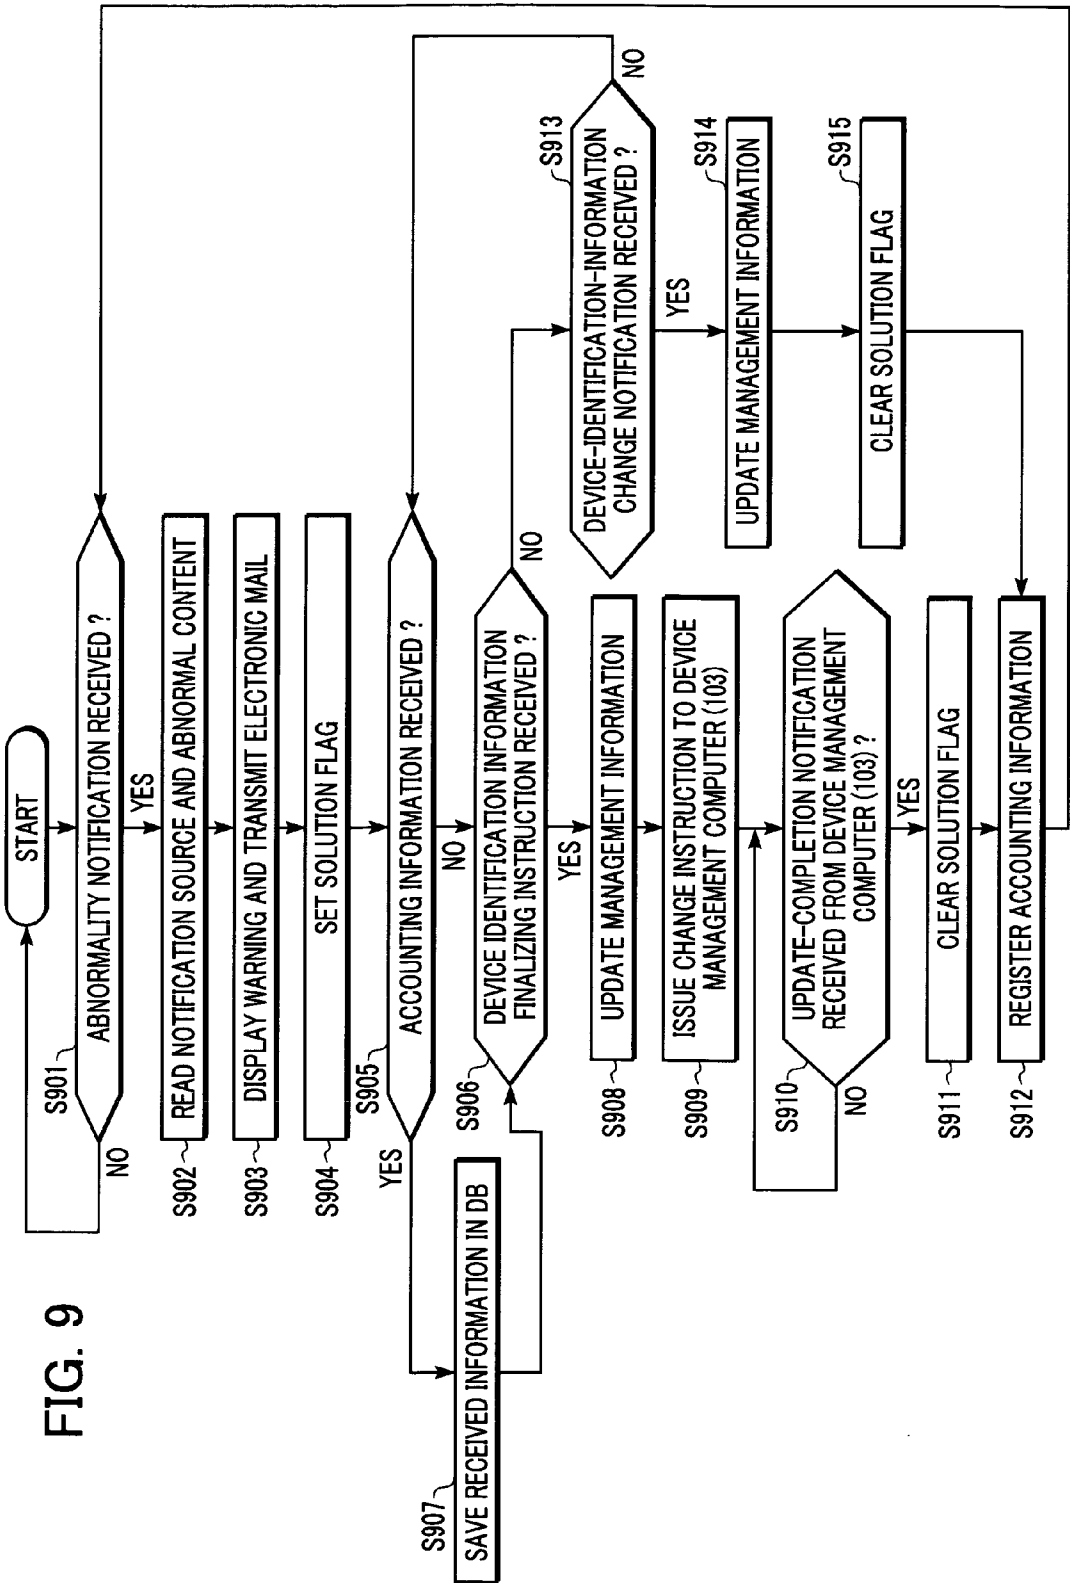 FIG. 9
START
S901
ABNORMALITY NOTIFICATION RECEIVED ?
NO
YES
S902
READ NOTIFICATION SOURCE AND ABNORMAL CONTENT
S903
DISPLAY WARNING AND TRANSMIT ELECTRONIC MAIL
S904
SET SOLUTION FLAG
S905
ACCOUNTING INFORMATION RECEIVED ?
YES
NO
S907
SAVE RECEIVED INFORMATION IN DB
S906
DEVICE IDENTIFICATION INFORMATION
FINALIZING INSTRUCTION RECEIVED ?
NO
YES
S908
UPDATE MANAGEMENT INFORMATION
S909
ISSUE CHANGE INSTRUCTION TO DEVICE
MANAGEMENT COMPUTER (103)
S910
UPDATE-COMPLETION NOTIFICATION
RECEIVED FROM DEVICE MANAGEMENT
COMPUTER (103) ?
NO
YES
S911
CLEAR SOLUTION FLAG
S912
REGISTER ACCOUNTING INFORMATION
S913
DEVICE-IDENTIFICATION-INFORMATION
CHANGE NOTIFICATION RECEIVED ?
NO
YES
S914
UPDATE MANAGEMENT INFORMATION
S915
CLEAR SOLUTION FLAG